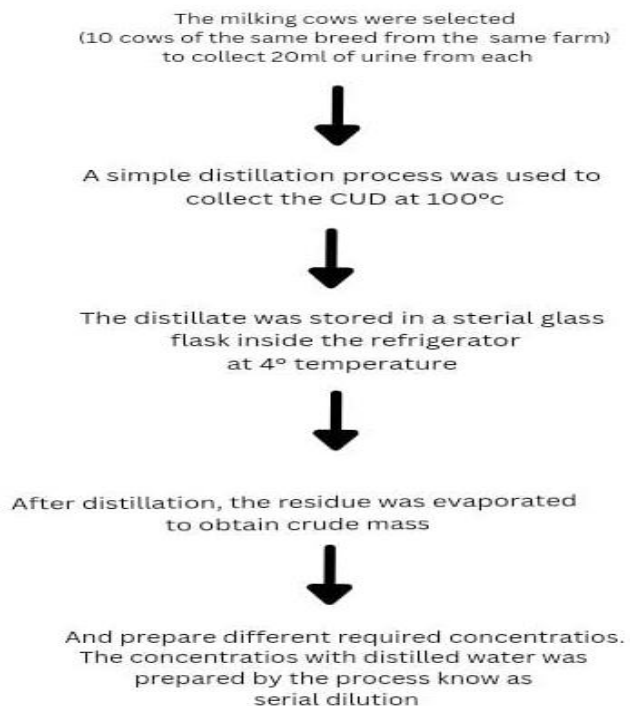 The milking cows were selected
(10 cows of the same breed from the same farm)
to collect 20ml of urine from each
A simple distillation process was used to
collect the CUD at 100°c
The distillate was stored in a sterial glass
flask inside the refrigerator
at 4° temperature
After distillation, the residue was evaporated
to obtain crude mass
And prepare different required concentratios.
The concentratios with distilled water was
prepared by the process know as
serial dilution